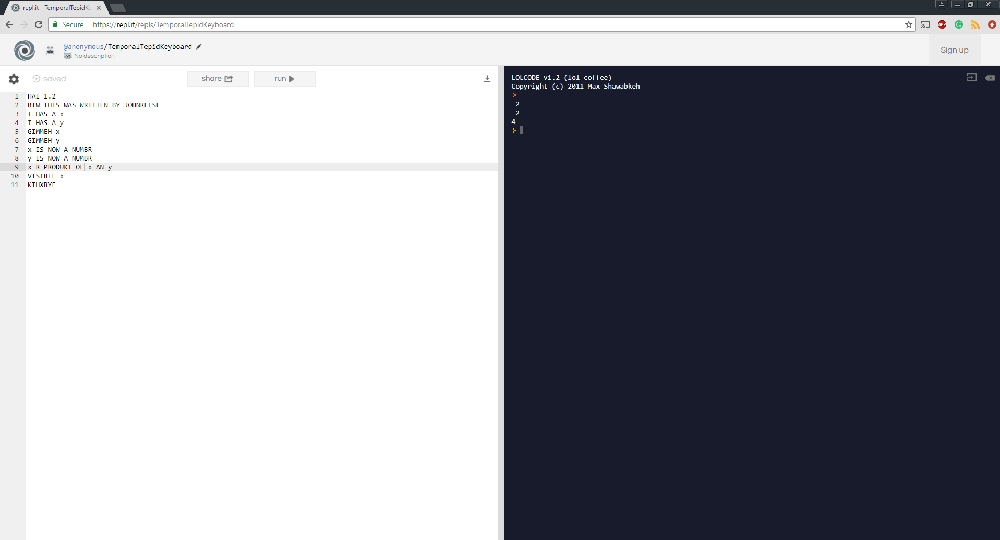 repl.it - TemporalTepidKe
Secure
https://repl.it/repls/TemporalTepidKeyboard
ABP
G
@anonymous/TemporalTepidKeyboard
No description
Sign up
saved
share
run
1 HAI 1.2
2 BTW THIS WAS WRITTEN BY JOHNREESE
3 I HAS A x
4 I HAS A y
5 GIMMEH x
6 GIMMEH y
7 x IS NOW A NUMBR
8 y IS NOW A NUMBR
9 x R PRODUKT OF x AN y
10 VISIBLE x
11 KTHXBYE
LOLCODE v1.2 (lol-coffee)
Copyright (c) 2011 Max Shawabkeh
>
2
2
4
>